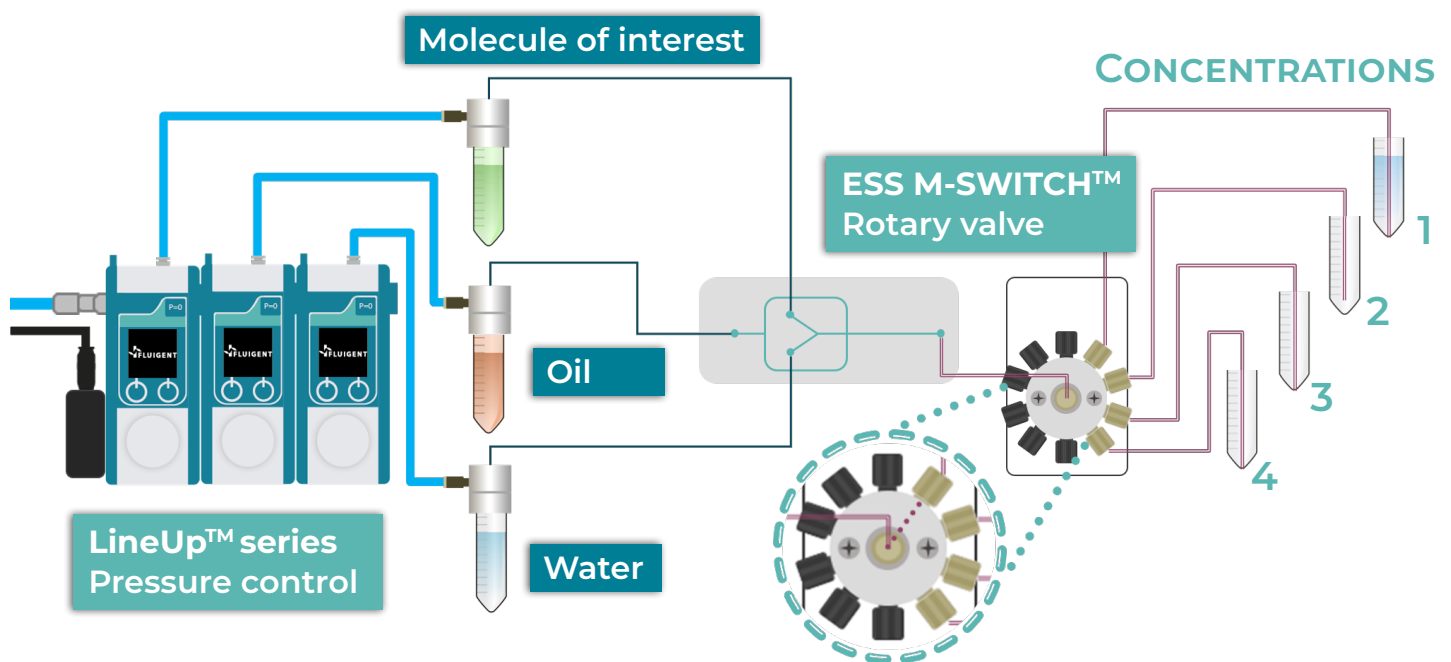 Molecule of interest
CONCENTRATIONS
ESS M-SWITCH™
Rotary valve
1
2
3
4
P=0
P=0
P=0
FLUIGENT
FLUIGENT
FLUIGENT
Oil
LineUp™ series
Pressure control
Water